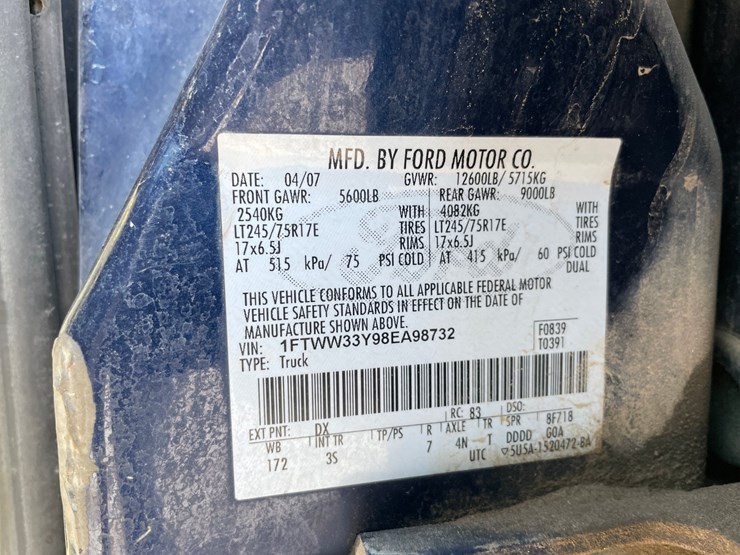 MFD. BY FORD MOTOR CO.
DATE: 04/07 GVWR: 12600LB/ 5715KG
FRONT GAWR: 5600LB REAR GAWR: 9000LB
2540KG WITH 4082KG WITH
LT245/75R17E TIRES LT245/75R17E TIRES
17x6.5J RIMS 17x6.5J RIMS
AT 515 kPa/ 75 PSI COLD AT 415 kPa/ 60 PSI COLD
DUAL
THIS VEHICLE CONFORMS TO ALL APPLICABLE FEDERAL MOTOR
VEHICLE SAFETY STANDARDS IN EFFECT ON THE DATE OF
MANUFACTURE SHOWN ABOVE.
VIN: 1FTWW33Y98EA98732 F0839
TYPE: Truck T0391
RC: 83 DSO:
EXT PNT: DX 8F718
WB INT TR TP/PS R AXLE TR SPR GOA
172 3S 7 4N T DDDD
UTC ▽5U5A-1520472-BA
Ford